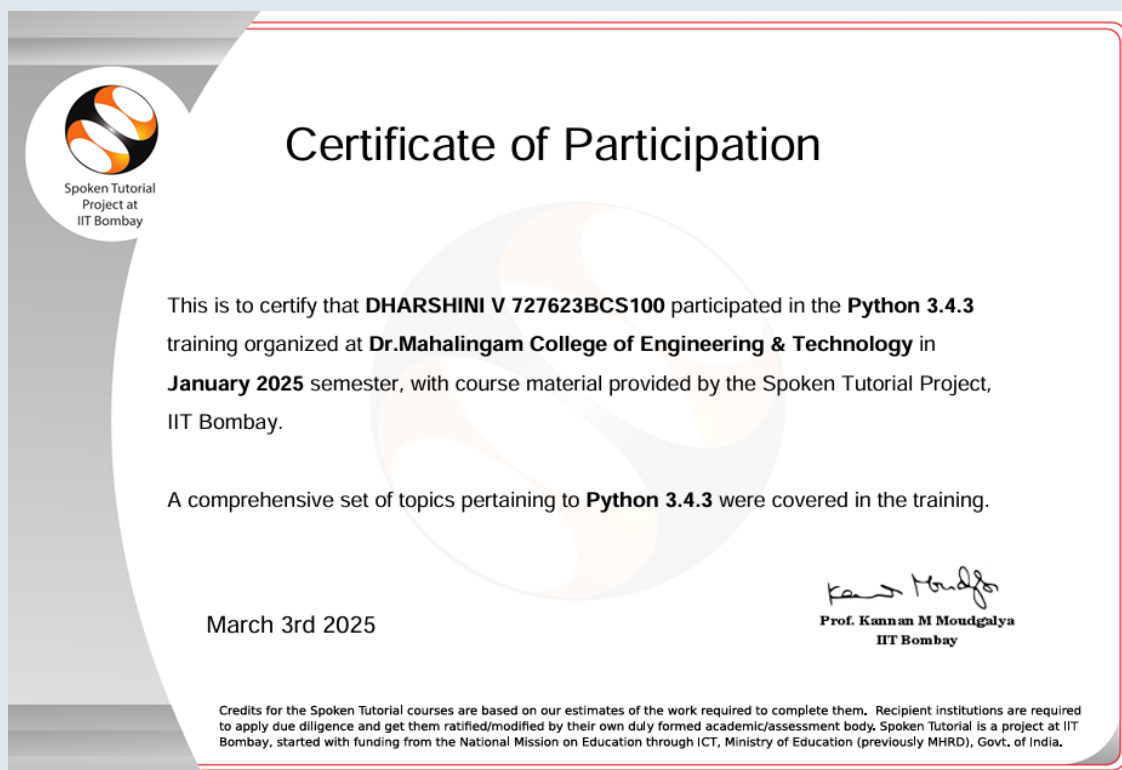 Spoken Tutorial
Project at
IIT Bombay
Certificate of Participation
This is to certify that DHARSHINI V 727623BCS100 participated in the Python 3.4.3
training organized at Dr.Mahalingam College of Engineering & Technology in
January 2025 semester, with course material provided by the Spoken Tutorial Project,
IIT Bombay.
A comprehensive set of topics pertaining to Python 3.4.3 were covered in the training.
March 3rd 2025
Kannan Moudgalya
Prof. Kannan M Moudgalya
IIT Bombay
Credits for the Spoken Tutorial courses are based on our estimates of the work required to complete them. Recipient institutions are required
to apply due diligence and get them ratified/modified by their own duly formed academic/assessment body. Spoken Tutorial is a project at IIT
Bombay, started with funding from the National Mission on Education through ICT, Ministry of Education (previously MHRD), Govt. of India.